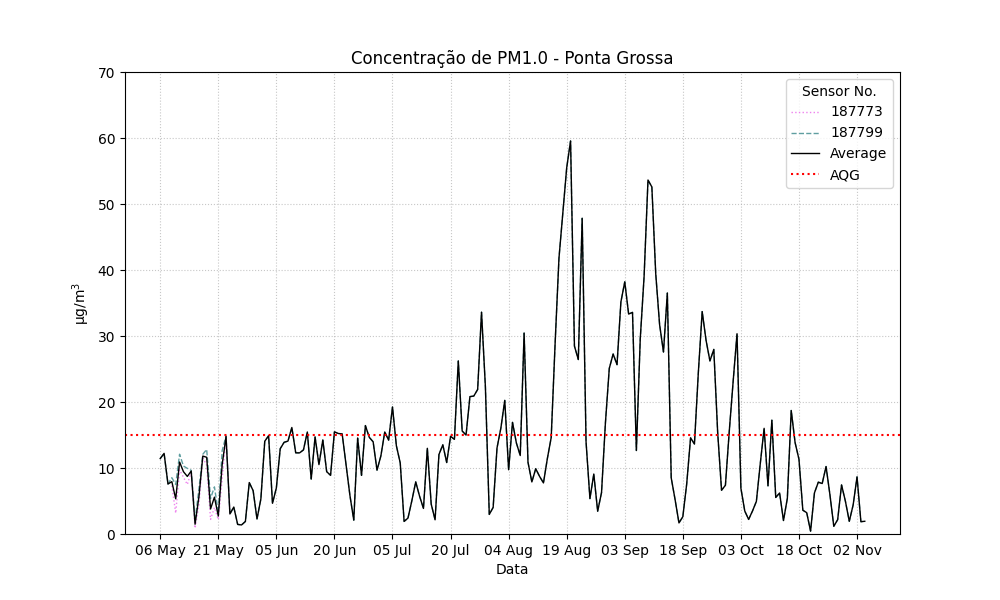 Concentração de PM1.0 - Ponta Grossa
70
60
50
40
30
20
10
0
µg/m³
Sensor No.
187773
187799
Average
AQG
06 May 21 May 05 Jun 20 Jun 05 Jul 20 Jul 04 Aug 19 Aug 03 Sep 18 Sep 03 Oct 18 Oct 02 Nov
Data